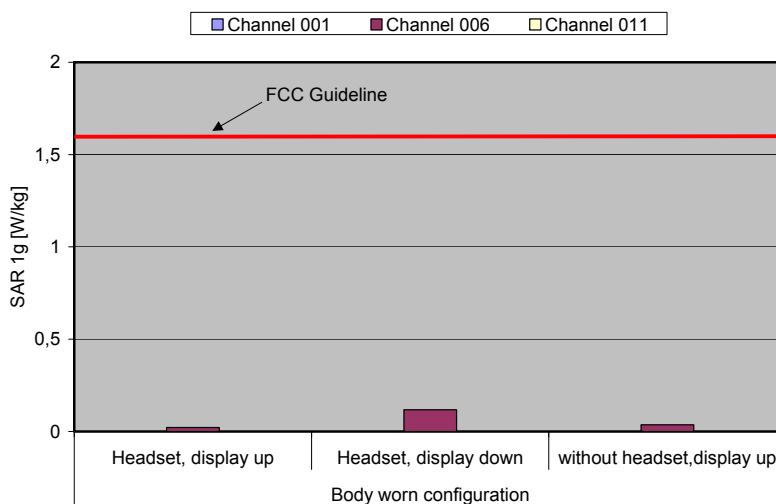 Channel 001 Channel 006 Channel 011
2
FCC Guideline
1,5
1
0,5
0
SAR 1g [W/kg]
Headset, display up Headset, display down without headset,display up
Body worn configuration